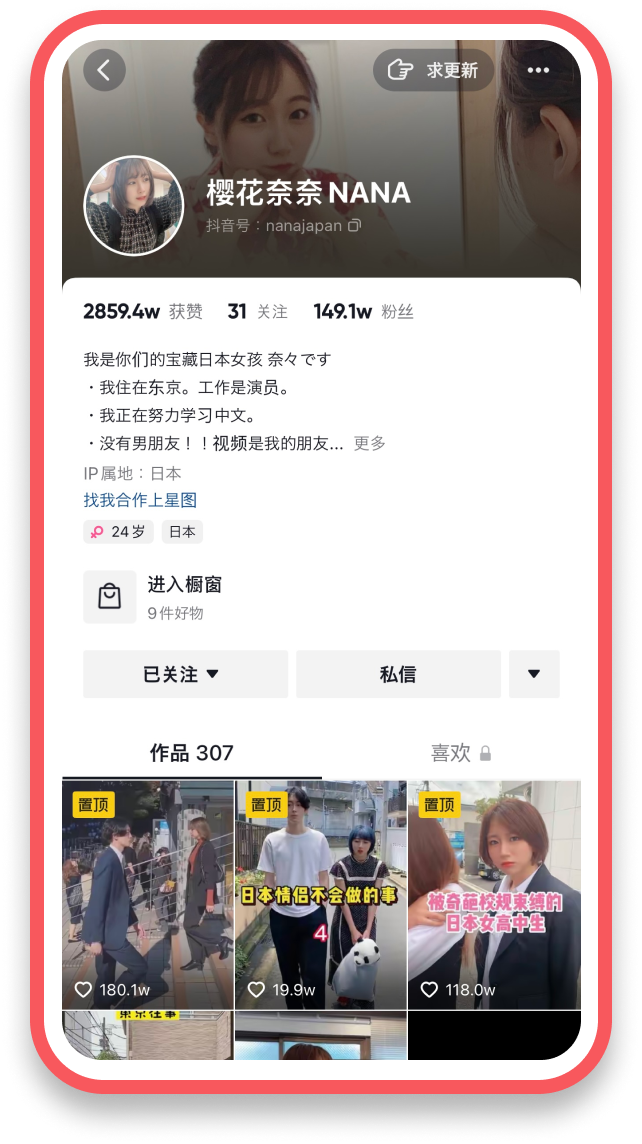 求更新
樱花奈奈NANA
抖音号：nanajapan
2859.4w 获赞 31 关注 149.1w 粉丝
我是你们的宝藏日本女孩 奈々です
・我住在东京。工作是演员。
・我正在努力学习中文。
・没有男朋友！！视频是我的朋友... 更多
IP属地：日本
找我合作上星图
24岁 日本
进入橱窗
9件好物
已关注 私信
作品 307 喜欢
置顶 置顶 置顶
日本情侣不会做的事
4
被奇葩校规束缚的
日本女高中生
180.1w 19.9w 118.0w
东京往事